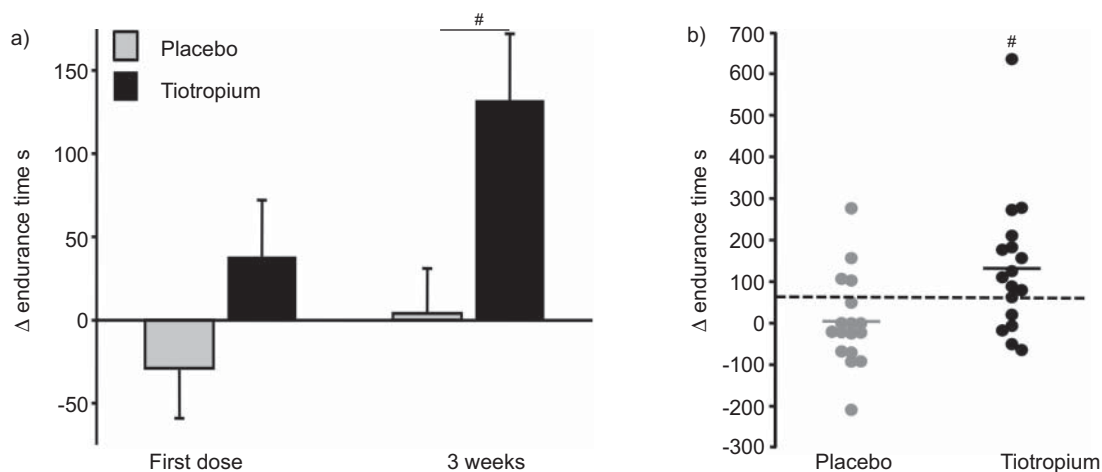 a)
Placebo
Tiotropium
#
Δ endurance time s
150
100
50
0
-50
First dose
3 weeks
b)
#
Δ endurance time s
700
600
500
400
300
200
100
0
-100
-200
-300
Placebo
Tiotropium